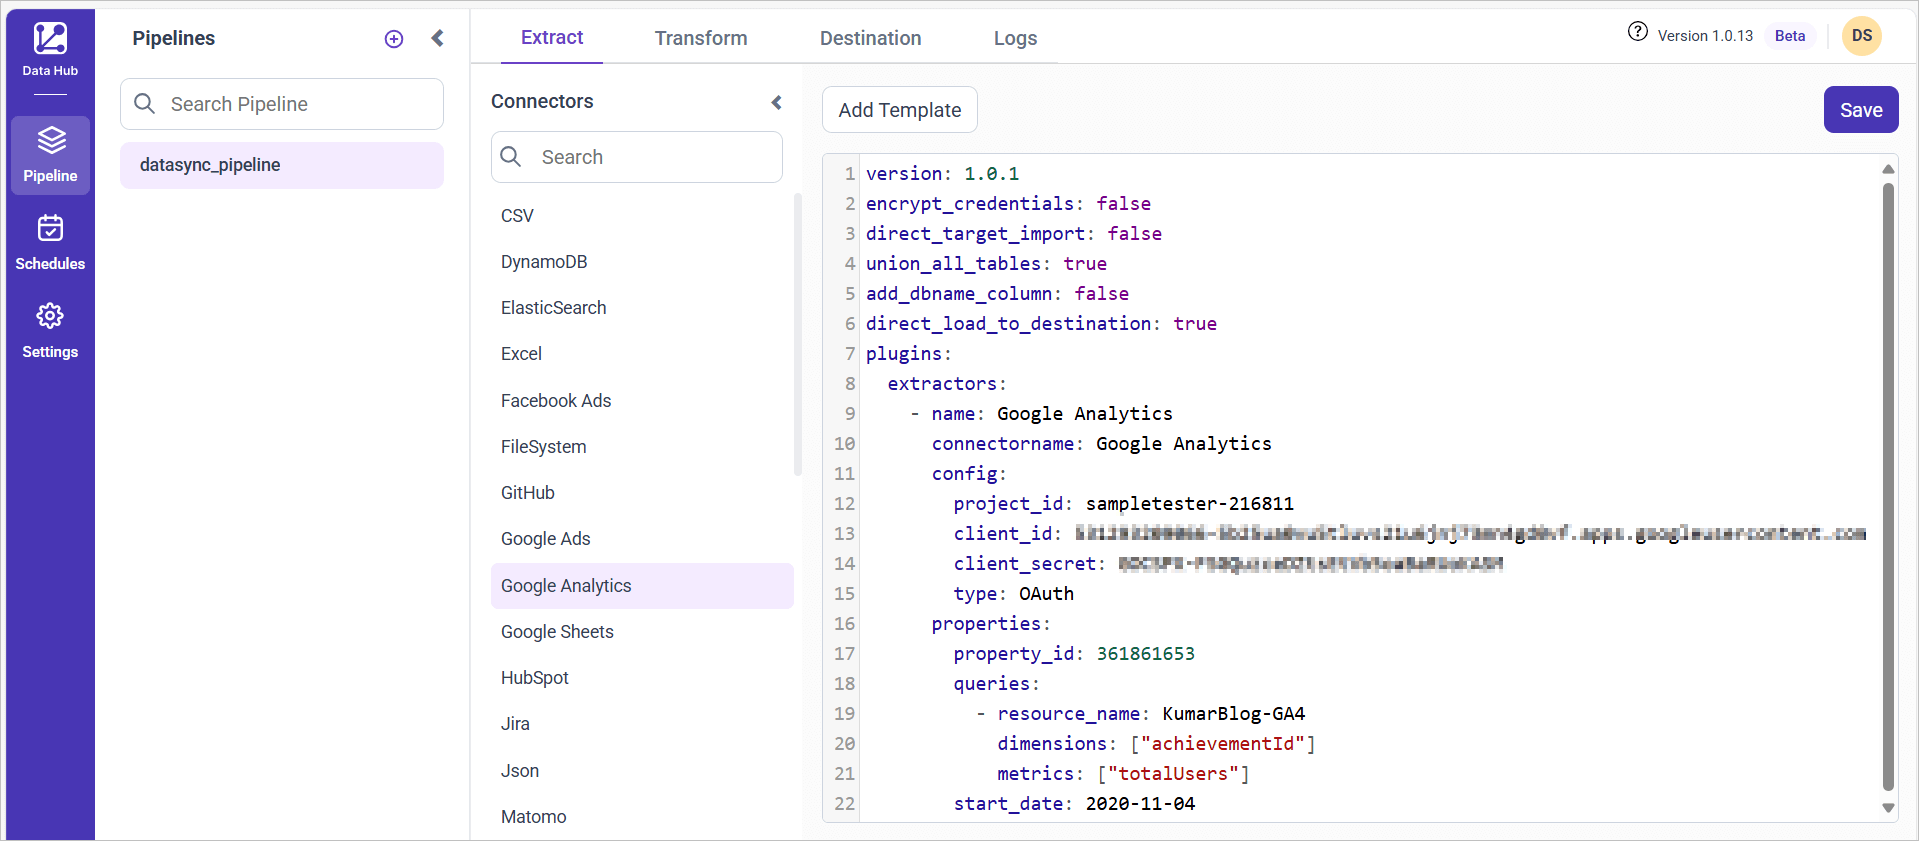 Data Hub
Pipeline
Schedules
Settings
Pipelines
Search Pipeline
datasync_pipeline
Extract Transform Destination Logs
Version 1.0.13 Beta DS
Connectors
Search
CSV
DynamoDB
ElasticSearch
Excel
Facebook Ads
FileSystem
GitHub
Google Ads
Google Analytics
Google Sheets
HubSpot
Jira
Json
Matomo
Add Template
Save
1 version: 1.0.1
2 encrypt_credentials: false
3 direct_target_import: false
4 union_all_tables: true
5 add_dbname_column: false
6 direct_load_to_destination: true
7 plugins:
8 extractors:
9 - name: Google Analytics
10 connectorname: Google Analytics
11 config:
12 project_id: sampletester-216811
13 client_id: .apps.googleusercontent.com
14 client_secret:
15 type: OAuth
16 properties:
17 property_id: 361861653
18 queries:
19 - resource_name: KumarBlog-GA4
20 dimensions: ["achievementId"]
21 metrics: ["totalUsers"]
22 start_date: 2020-11-04